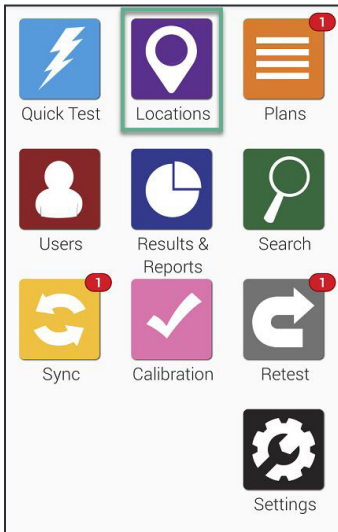 1
Quick Test
Locations
Plans
Users
Results &
Reports
Search
1
1
Sync
Calibration
Retest
Settings